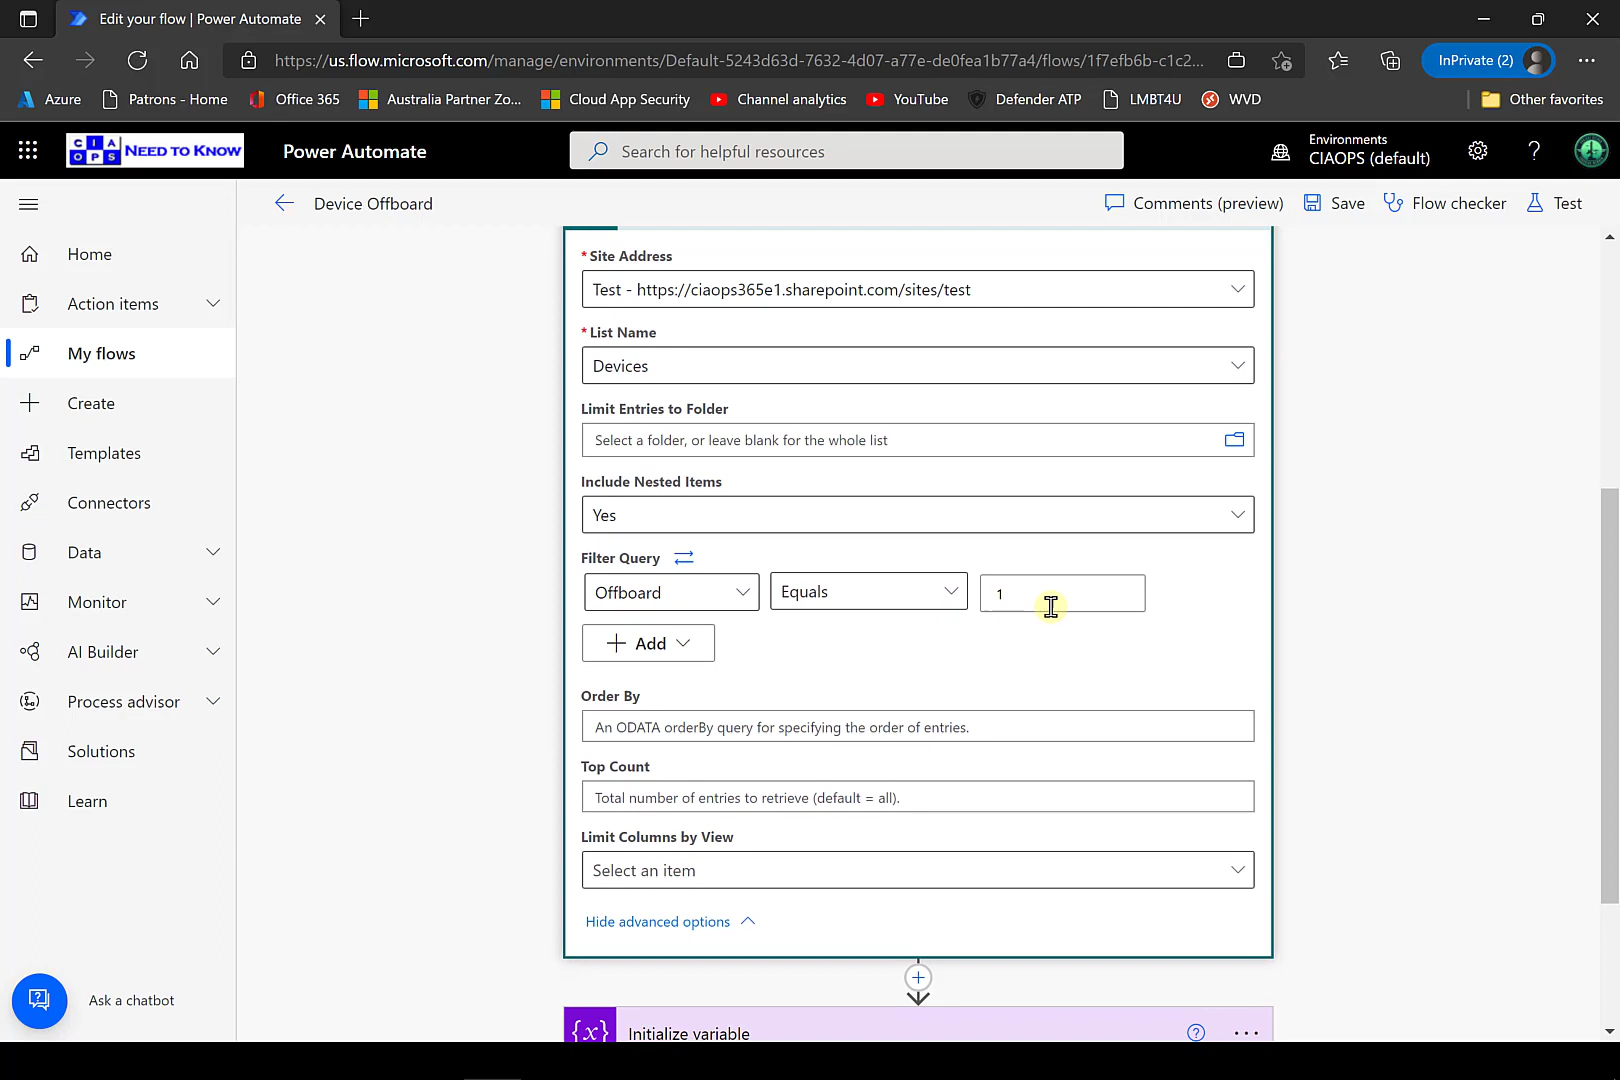 Edit your flow | Power Automate
https://us.flow.microsoft.com/manage/environments/Default-5243d63d-7632-4d07-a77e-de0fea1b77a4/flows/1f7efb6b-c1c2...
InPrivate (2)
Azure
Patrons - Home
Office 365
Australia Partner Zo...
Cloud App Security
Channel analytics
YouTube
Defender ATP
LMBT4U
WVD
Other favorites
CIA
OPS
NEED TO KNOW
Power Automate
Search for helpful resources
Environments
CIAOPS (default)
Device Offboard
Comments (preview)
Save
Flow checker
Test
Home
Action items
My flows
Create
Templates
Connectors
Data
Monitor
AI Builder
Process advisor
Solutions
Learn
Ask a chatbot
* Site Address
Test - https://ciaops365e1.sharepoint.com/sites/test
* List Name
Devices
Limit Entries to Folder
Select a folder, or leave blank for the whole list
Include Nested Items
Yes
Filter Query
Offboard
Equals
1
Add
Order By
An ODATA orderBy query for specifying the order of entries.
Top Count
Total number of entries to retrieve (default = all).
Limit Columns by View
Select an item
Hide advanced options
{x}
Initialize variable